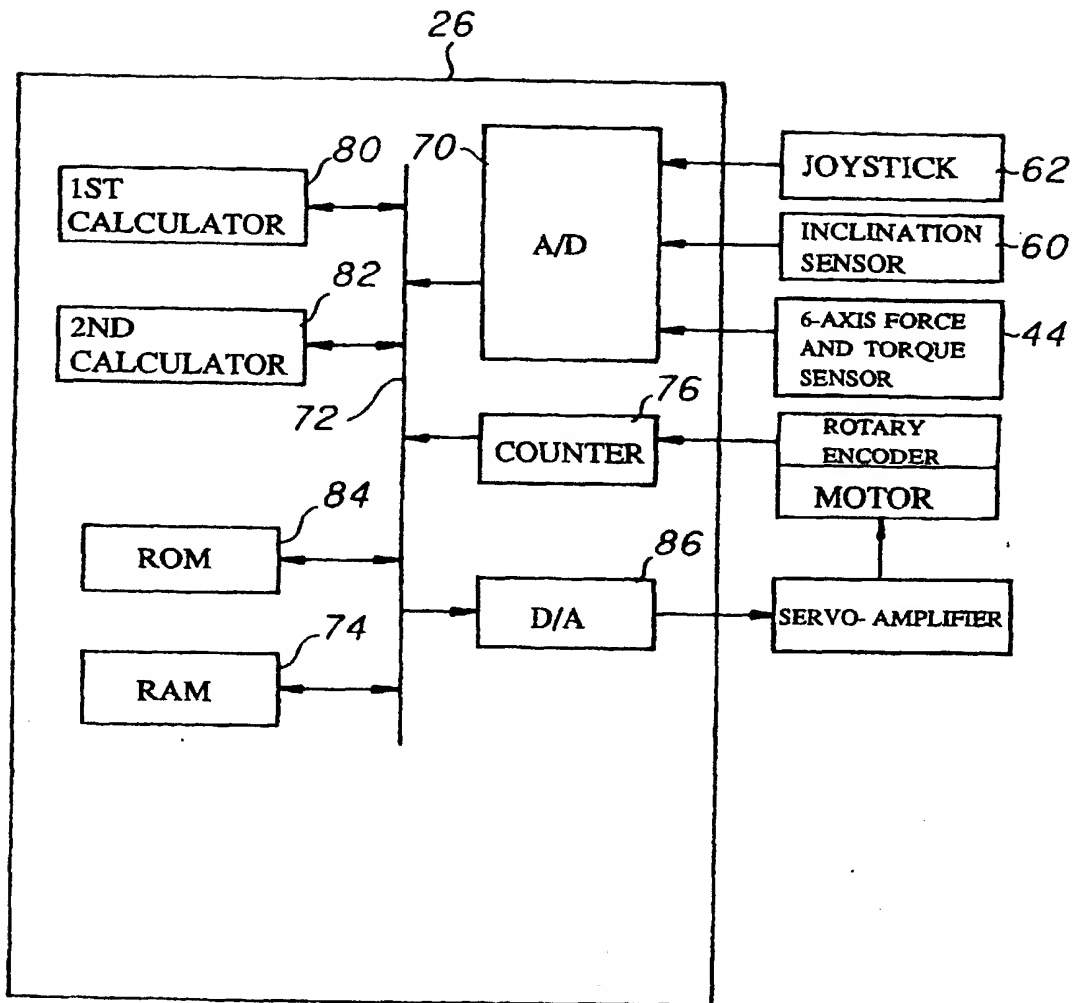 26
80
1ST
CALCULATOR
82
2ND
CALCULATOR
72
84
ROM
74
RAM
70
A/D
76
COUNTER
86
D/A
JOYSTICK
62
INCLINATION
SENSOR
60
6-AXIS FORCE
AND TORQUE
SENSOR
44
ROTARY
ENCODER
MOTOR
SERVO- AMPLIFIER